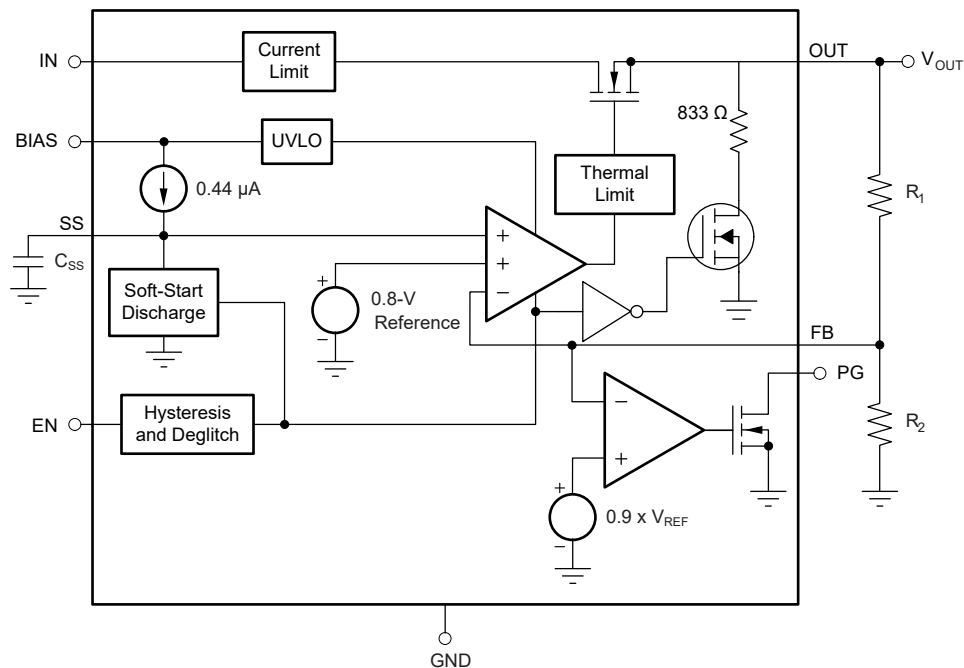 IN
Current
Limit
OUT
V_OUT
833 Ω
BIAS
UVLO
Thermal
Limit
0.44 µA
R_1
SS
C_SS
+
+
−
Soft-Start
Discharge
+
−
0.8-V
Reference
FB
PG
EN
Hysteresis
and Deglitch
−
+
R_2
+
−
0.9 x V_REF
GND